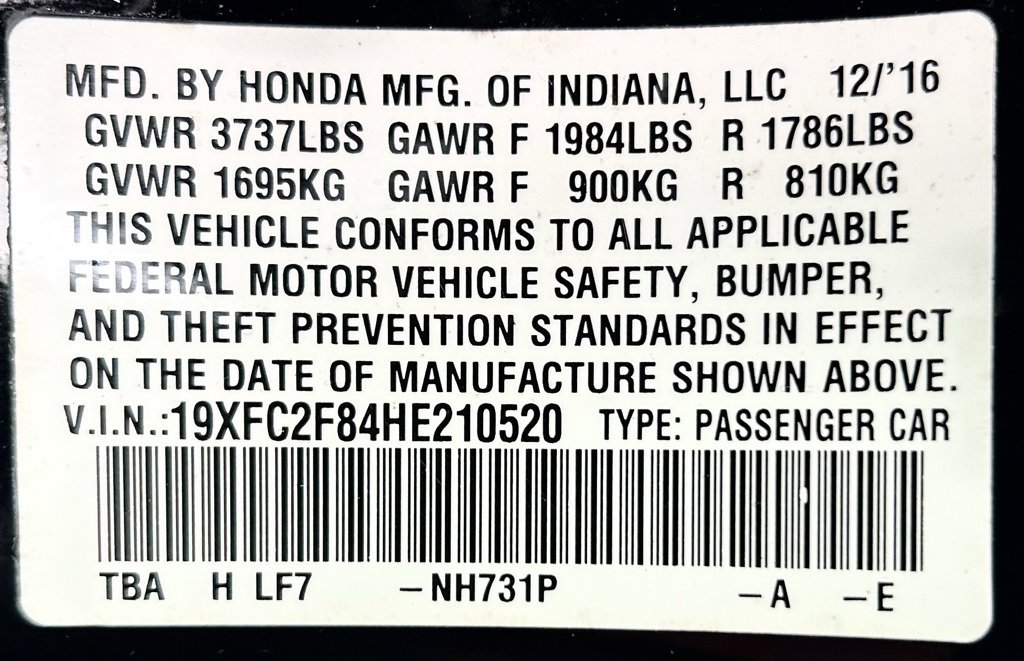 MFD. BY HONDA MFG. OF INDIANA, LLC 12/'16
GVWR 3737LBS GAWR F 1984LBS R 1786LBS
GVWR 1695KG GAWR F 900KG R 810KG
THIS VEHICLE CONFORMS TO ALL APPLICABLE
FEDERAL MOTOR VEHICLE SAFETY, BUMPER,
AND THEFT PREVENTION STANDARDS IN EFFECT
ON THE DATE OF MANUFACTURE SHOWN ABOVE.
V.I.N.:19XFC2F84HE210520 TYPE: PASSENGER CAR
TBA H LF7 –NH731P –A –E